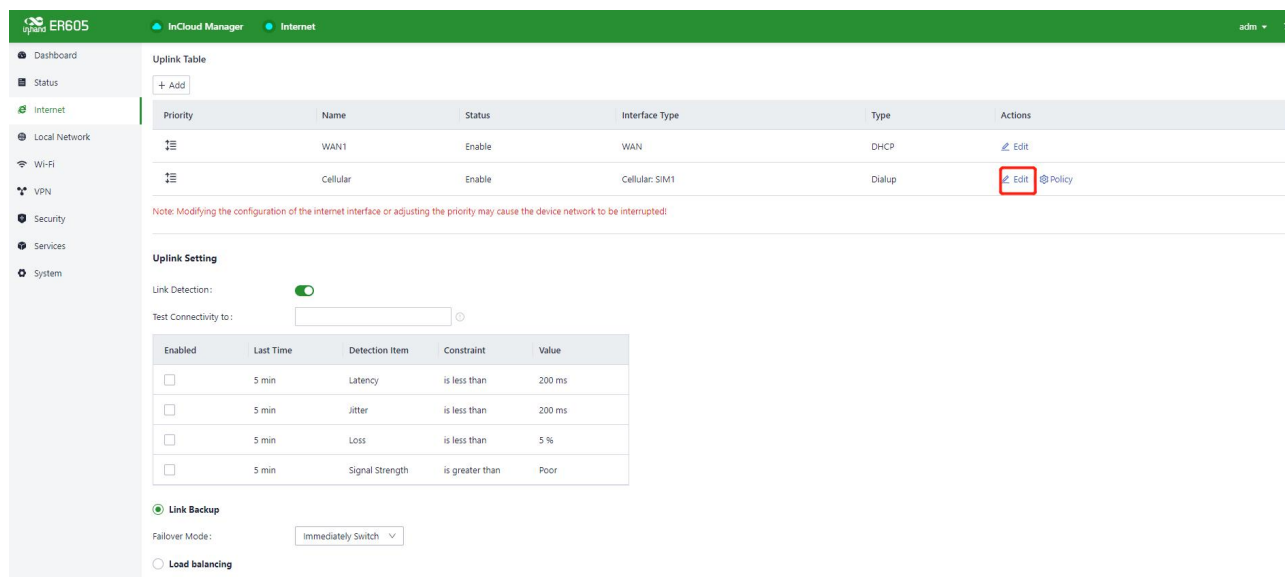 inhand ER605 InCloud Manager Internet adm
Dashboard
Status
Internet
Local Network
Wi-Fi
VPN
Security
Services
System
Uplink Table
+ Add
Priority Name Status Interface Type Type Actions
WAN1 Enable WAN DHCP Edit
Cellular Enable Cellular: SIM1 Dialup Edit Policy
Note: Modifying the configuration of the internet interface or adjusting the priority may cause the device network to be interrupted!
Uplink Setting
Link Detection:
Test Connectivity to:
Enabled Last Time Detection Item Constraint Value
5 min Latency is less than 200 ms
5 min Jitter is less than 200 ms
5 min Loss is less than 5 %
5 min Signal Strength is greater than Poor
Link Backup
Failover Mode: Immediately Switch
Load balancing